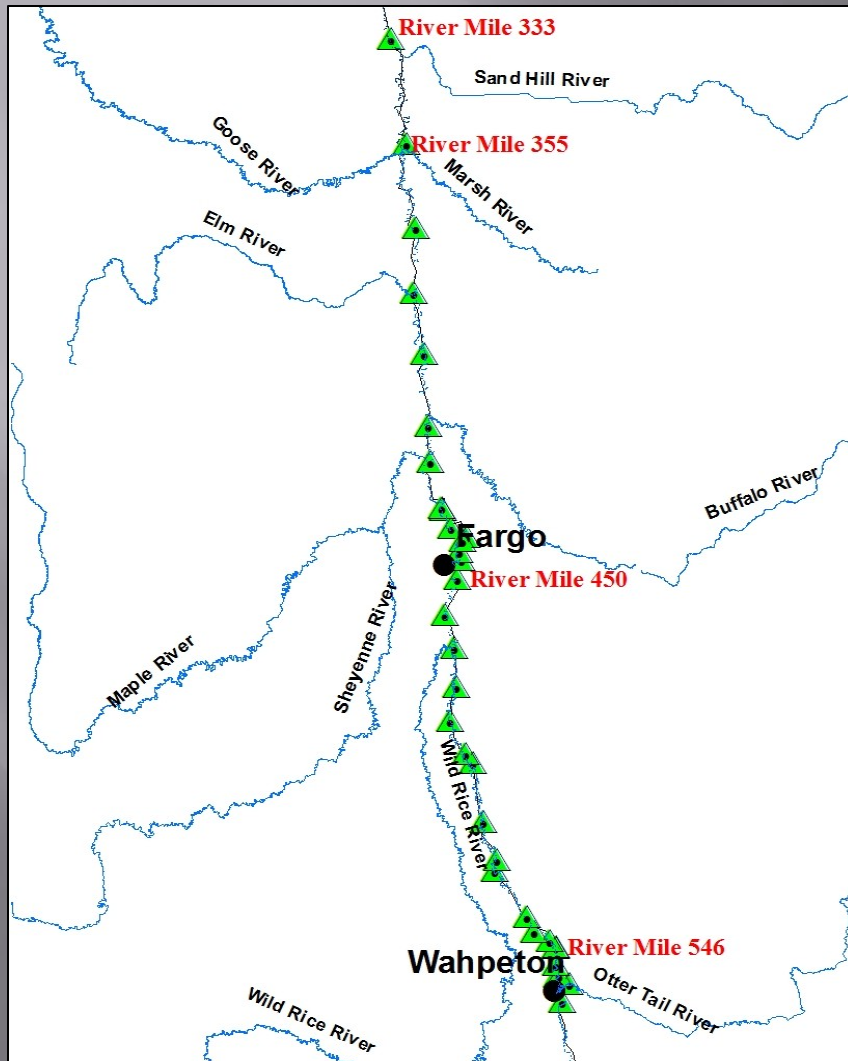 River Mile 333
Sand Hill River
Goose River
River Mile 355
Marsh River
Elm River
Buffalo River
Fargo
River Mile 450
Sheyenne River
Maple River
Wild Rice River
River Mile 546
Wahpeton
Otter Tail River
Wild Rice River